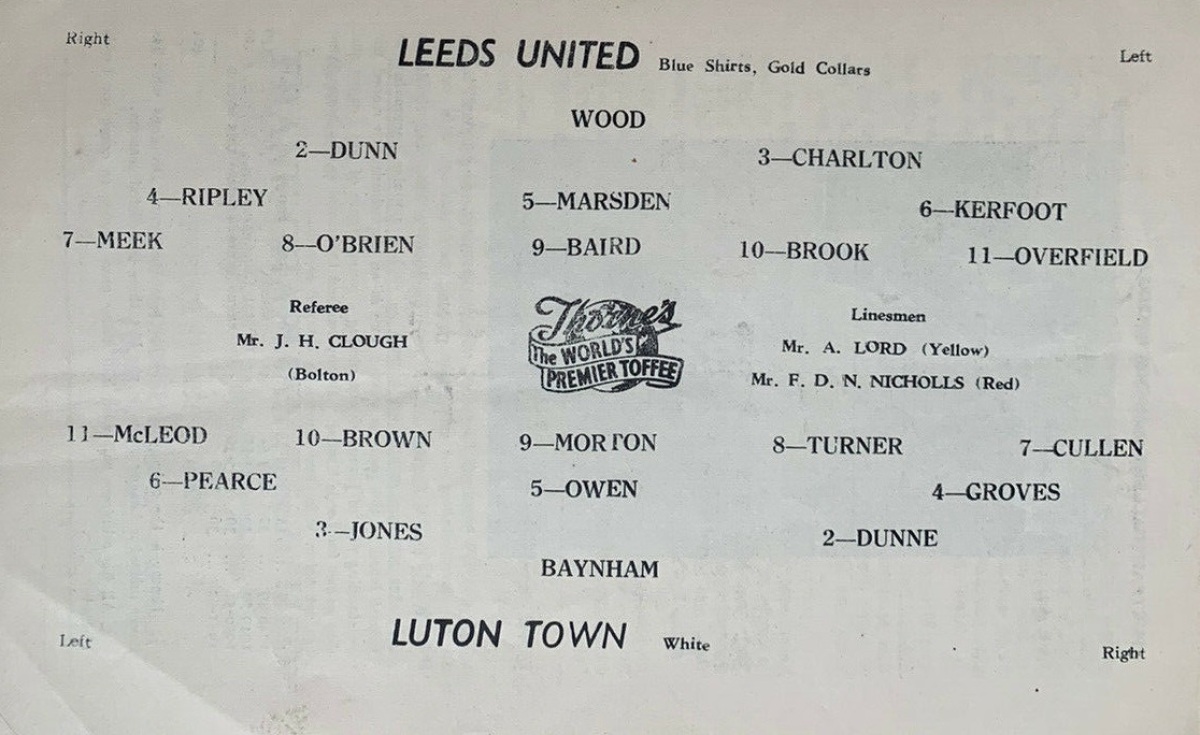 Right
LEEDS UNITED Blue Shirts, Gold Collars
Left
WOOD
2—DUNN 3—CHARLTON
4—RIPLEY 5—MARSDEN 6—KERFOOT
7—MEEK 8—O'BRIEN 9—BAIRD 10—BROOK 11—OVERFIELD
Referee
Mr. J. H. CLOUGH
(Bolton)
Thorne's
The WORLD'S
PREMIER TOFFEE
Linesmen
Mr. A. LORD (Yellow)
Mr. F. D. N. NICHOLLS (Red)
11—McLEOD 10—BROWN 9—MORTON 8—TURNER 7—CULLEN
6—PEARCE 5—OWEN 4—GROVES
3—JONES 2—DUNNE
BAYNHAM
Left
LUTON TOWN White
Right